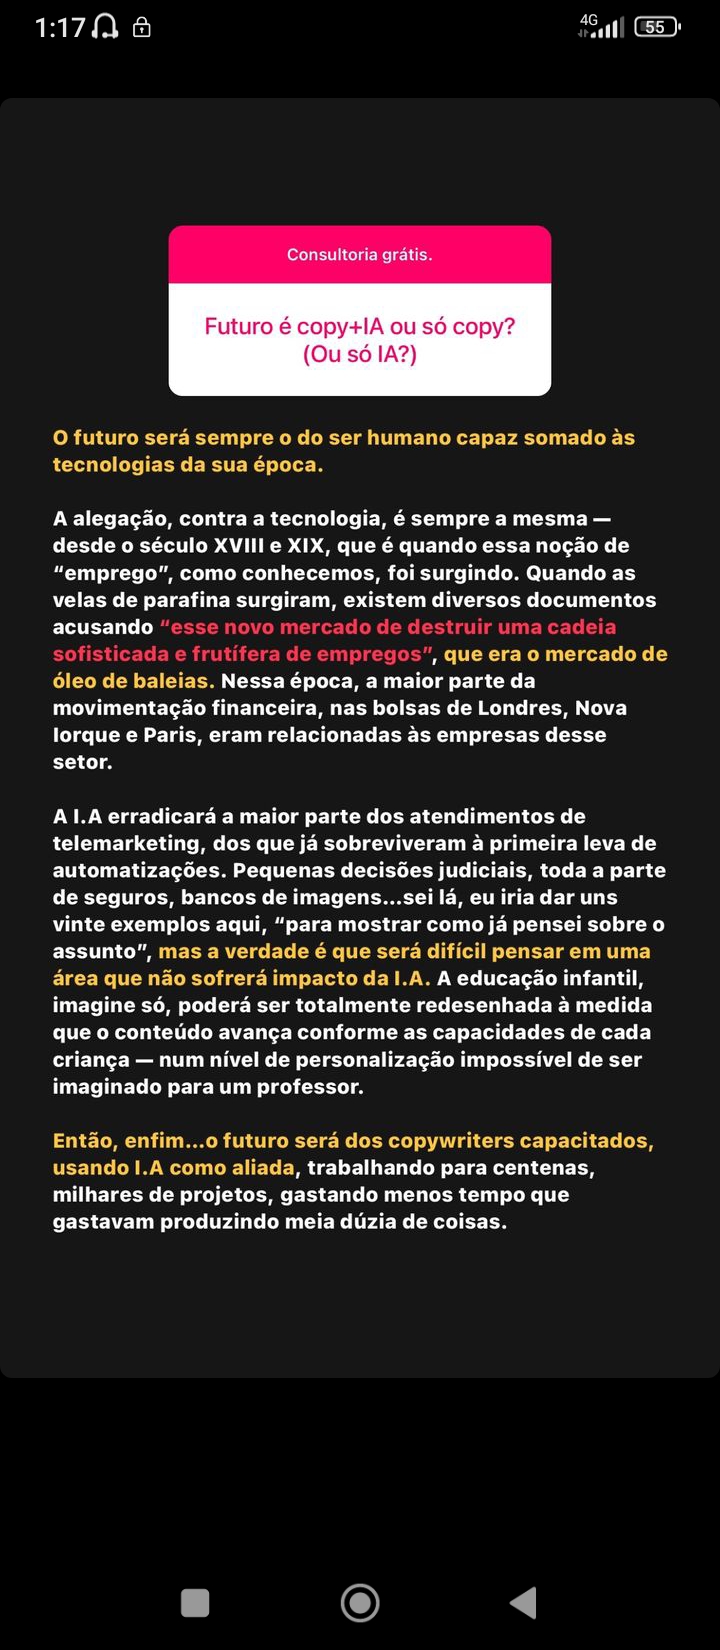 1:17
4G
55
Consultoria grátis.
Futuro é copy+IA ou só copy?
(Ou só IA?)
O futuro será sempre o do ser humano capaz somado às
tecnologias da sua época.
A alegação, contra a tecnologia, é sempre a mesma —
desde o século XVIII e XIX, que é quando essa noção de
“emprego”, como conhecemos, foi surgindo. Quando as
velas de parafina surgiram, existem diversos documentos
acusando “esse novo mercado de destruir uma cadeia
sofisticada e frutífera de empregos”, que era o mercado de
óleo de baleias. Nessa época, a maior parte da
movimentação financeira, nas bolsas de Londres, Nova
Iorque e Paris, eram relacionadas às empresas desse
setor.
A I.A erradicará a maior parte dos atendimentos de
telemarketing, dos que já sobreviveram à primeira leva de
automatizações. Pequenas decisões judiciais, toda a parte
de seguros, bancos de imagens...sei lá, eu iria dar uns
vinte exemplos aqui, “para mostrar como já pensei sobre o
assunto”, mas a verdade é que será difícil pensar em uma
área que não sofrerá impacto da I.A. A educação infantil,
imagine só, poderá ser totalmente redesenhada à medida
que o conteúdo avança conforme as capacidades de cada
criança — num nível de personalização impossível de ser
imaginado para um professor.
Então, enfim...o futuro será dos copywriters capacitados,
usando I.A como aliada, trabalhando para centenas,
milhares de projetos, gastando menos tempo que
gastavam produzindo meia dúzia de coisas.